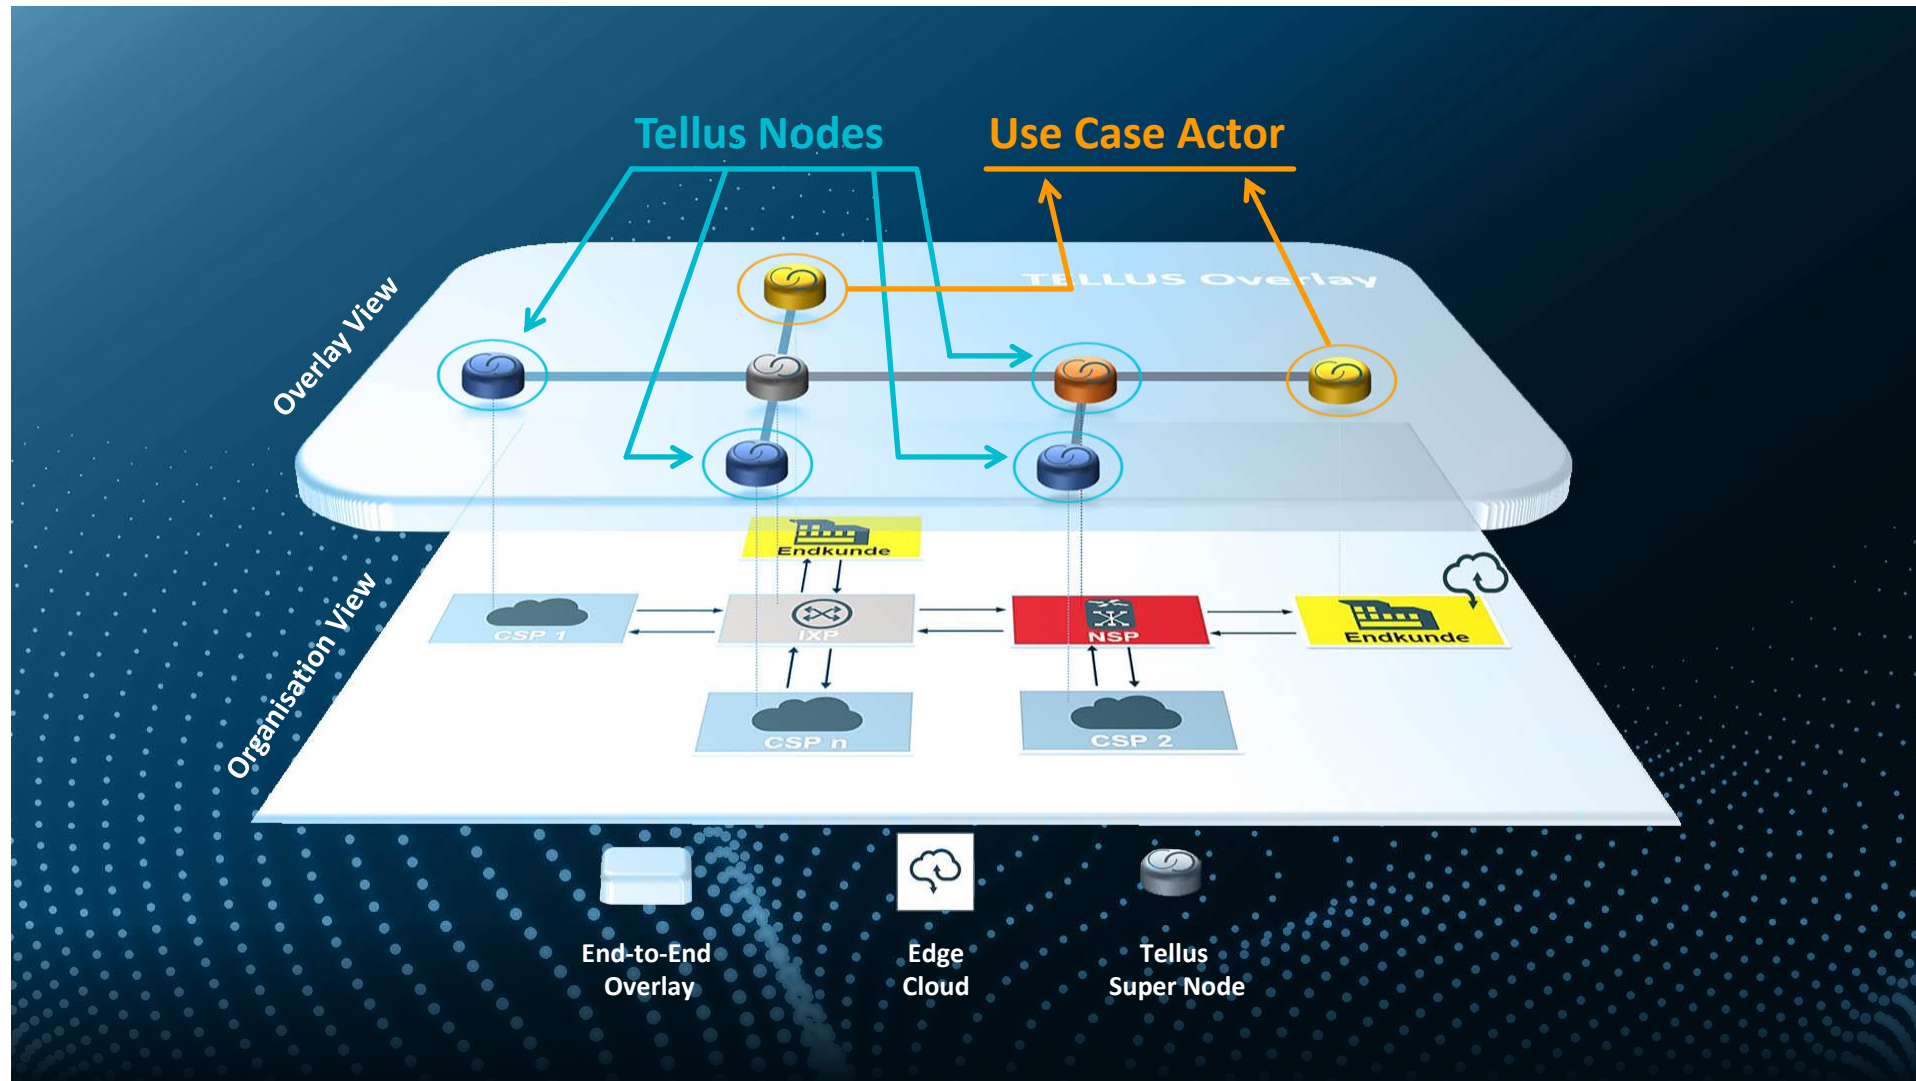 Tellus Nodes
Use Case Actor
TELLUS Overlay
Overlay View
Endkunde
Organisation View
CSP 1
IXP
NSP
Endkunde
CSP n
CSP 2
End-to-End
Overlay
Edge
Cloud
Tellus
Super Node